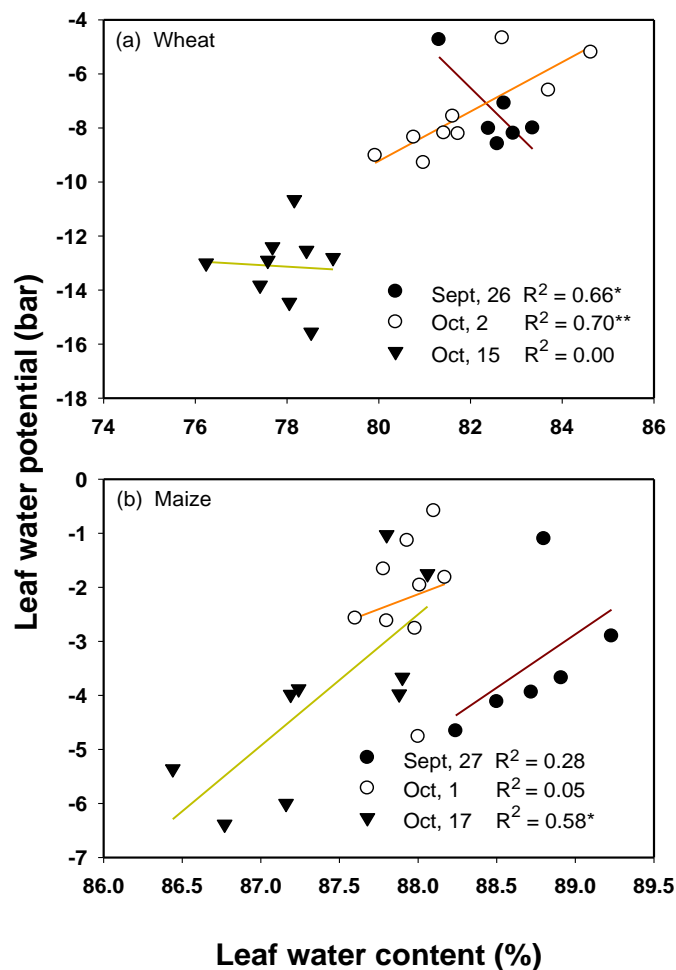 Leaf water potential (bar)
-4
-6
-8
-10
-12
-14
-16
-18
(a) Wheat
Sept, 26 R² = 0.66*
Oct, 2 R² = 0.70**
Oct, 15 R² = 0.00
74 76 78 80 82 84 86
0
-1
-2
-3
-4
-5
-6
-7
(b) Maize
Sept, 27 R² = 0.28
Oct, 1 R² = 0.05
Oct, 17 R² = 0.58*
86.0 86.5 87.0 87.5 88.0 88.5 89.0 89.5
Leaf water content (%)